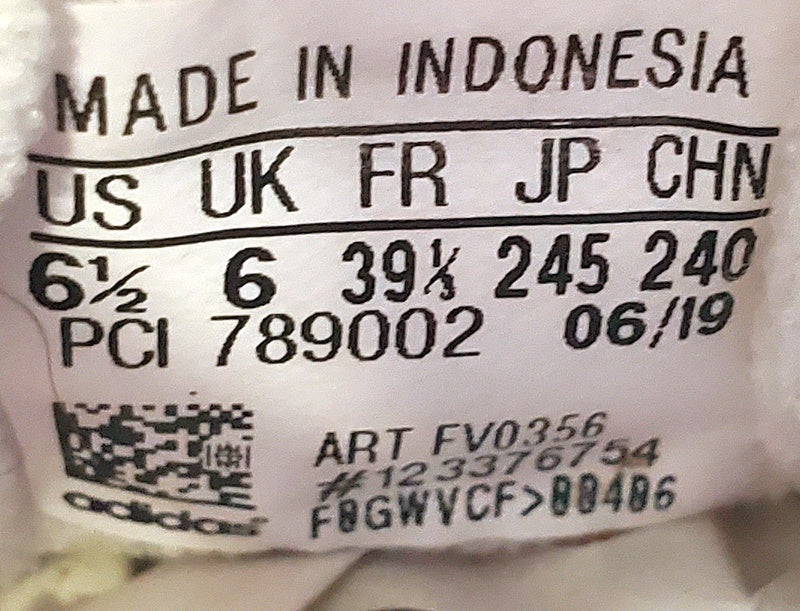 MADE IN INDONESIA
US UK FR JP CHN
6½ 6 39⅓ 245 240
PCI 789002 06/19
ART FV0356
#123376754
F0GWVCF>00406
adidas